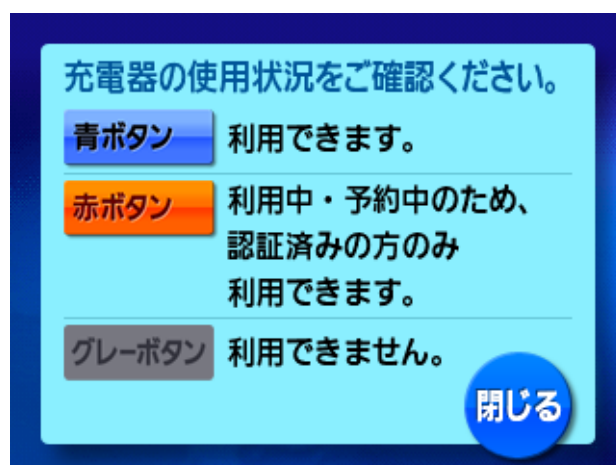 充電器の使用状況をご確認ください。
青ボタン 利用できます。
赤ボタン 利用中・予約中のため、
認証済みの方のみ
利用できます。
グレーボタン 利用できません。
閉じる